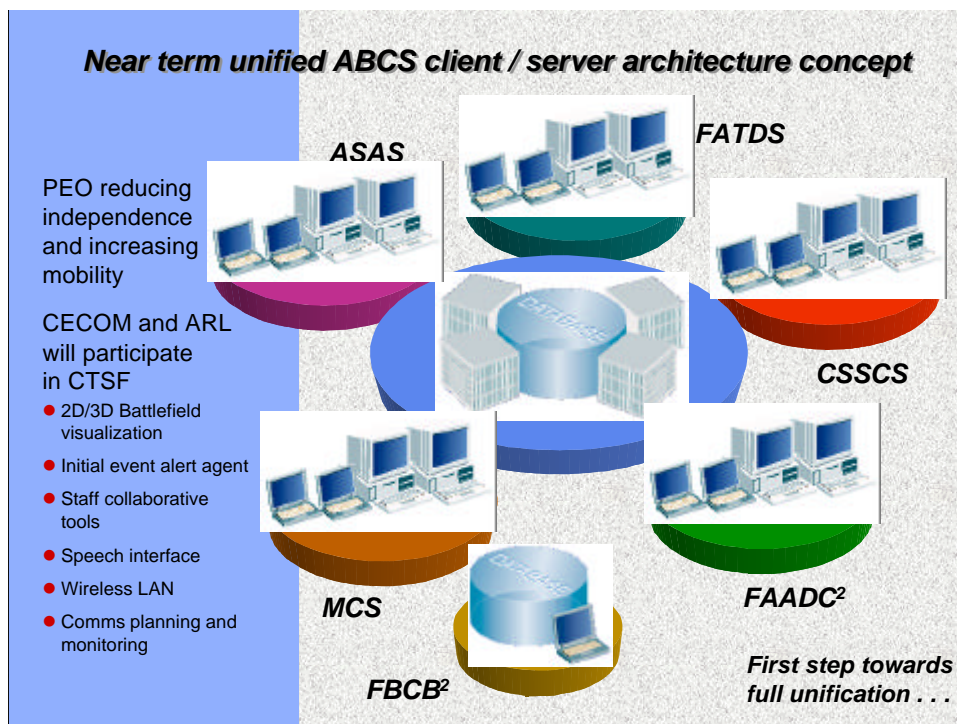 Near term unified ABCS client / server architecture concept
ASAS
FATDS
PEO reducing
independence
and increasing
mobility
CECOM and ARL
will participate
in CTSF
2D/3D Battlefield
visualization
Initial event alert agent
Staff collaborative
tools
Speech interface
Wireless LAN
Comms planning and
monitoring
DATABASE
CSSCS
MCS
FAADC²
DATABASE
FBCB²
First step towards
full unification . . .